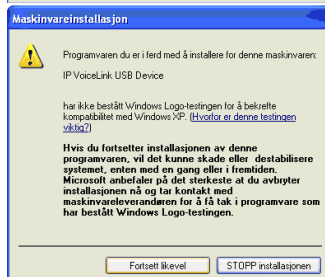 Maskinvareinstallasjon
Programvaren du er i ferd med å installere for denne maskinvaren:
IP VoiceLink USB Device
har ikke bestått Windows Logo-testingen for å bekrefte
kompatibilitet med Windows XP. (Hvorfor er denne testingen
viktig?)
Hvis du fortsetter installasjonen av denne
programvaren, vil det kunne skade eller destabilisere
systemet, enten med en gang eller i fremtiden.
Microsoft anbefaler på det sterkeste at du avbryter
installasjonen nå og tar kontakt med
maskinvareleverandøren for å få tak i programvare som
har bestått Windows Logo-testingen.
Fortsett likevel
STOPP installasjonen